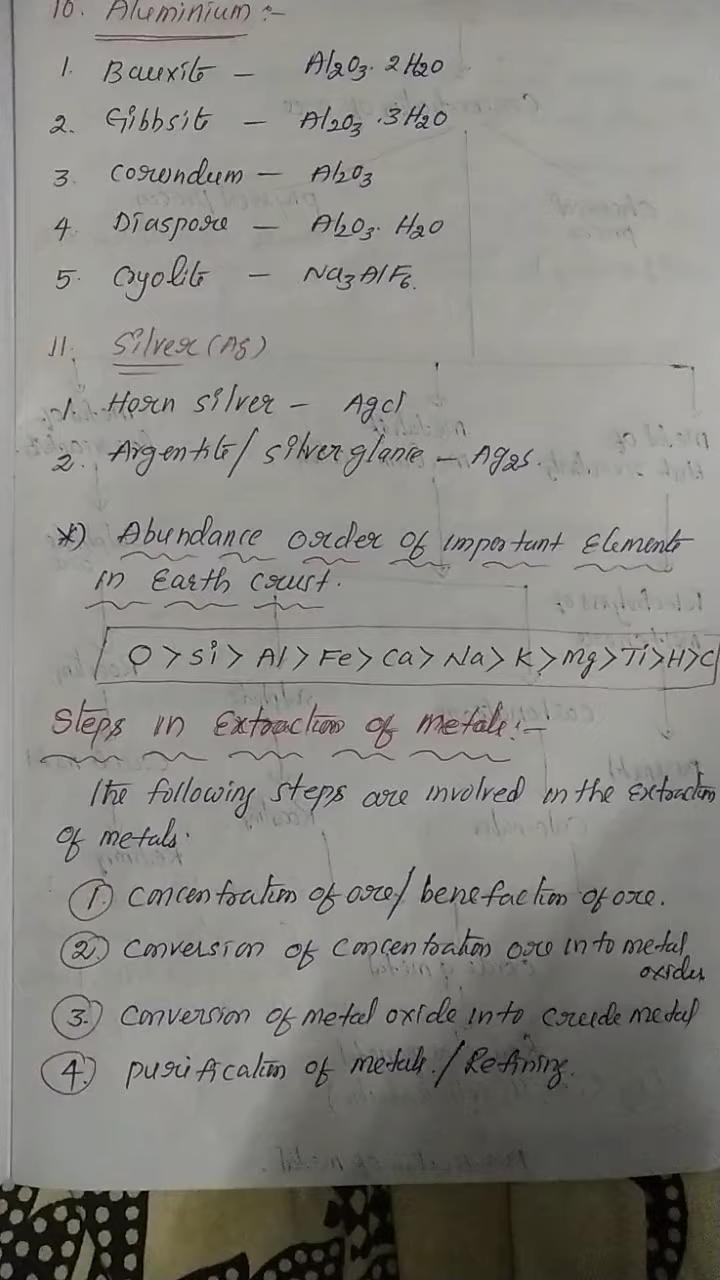 10. Aluminium :-
1. Bauxite - Al2O3. 2H2O
2. Gibbsit - Al2O3 .3H2O
3. corundum - Al2O3
4. Diaspore - Al2O3. H2O
5. Cryolite - Na3AlF6.
11. Silver (Ag)
1. Horn silver - Agcl
2. Argentite/ silver glance - Ag2s.
*) Abundance order of important Elements
in Earth crust.
O > Si > Al > Fe > Ca > Na > K > Mg > Ti > H > C
Steps in Extraction of metals:-
The following steps are involved in the extraction
of metals.
1. concentration of ore/ benefaction of ore.
2. conversion of concentration ore into metal
oxides
3. conversion of metal oxide into crude metal
4. purification of metals./ Refining.